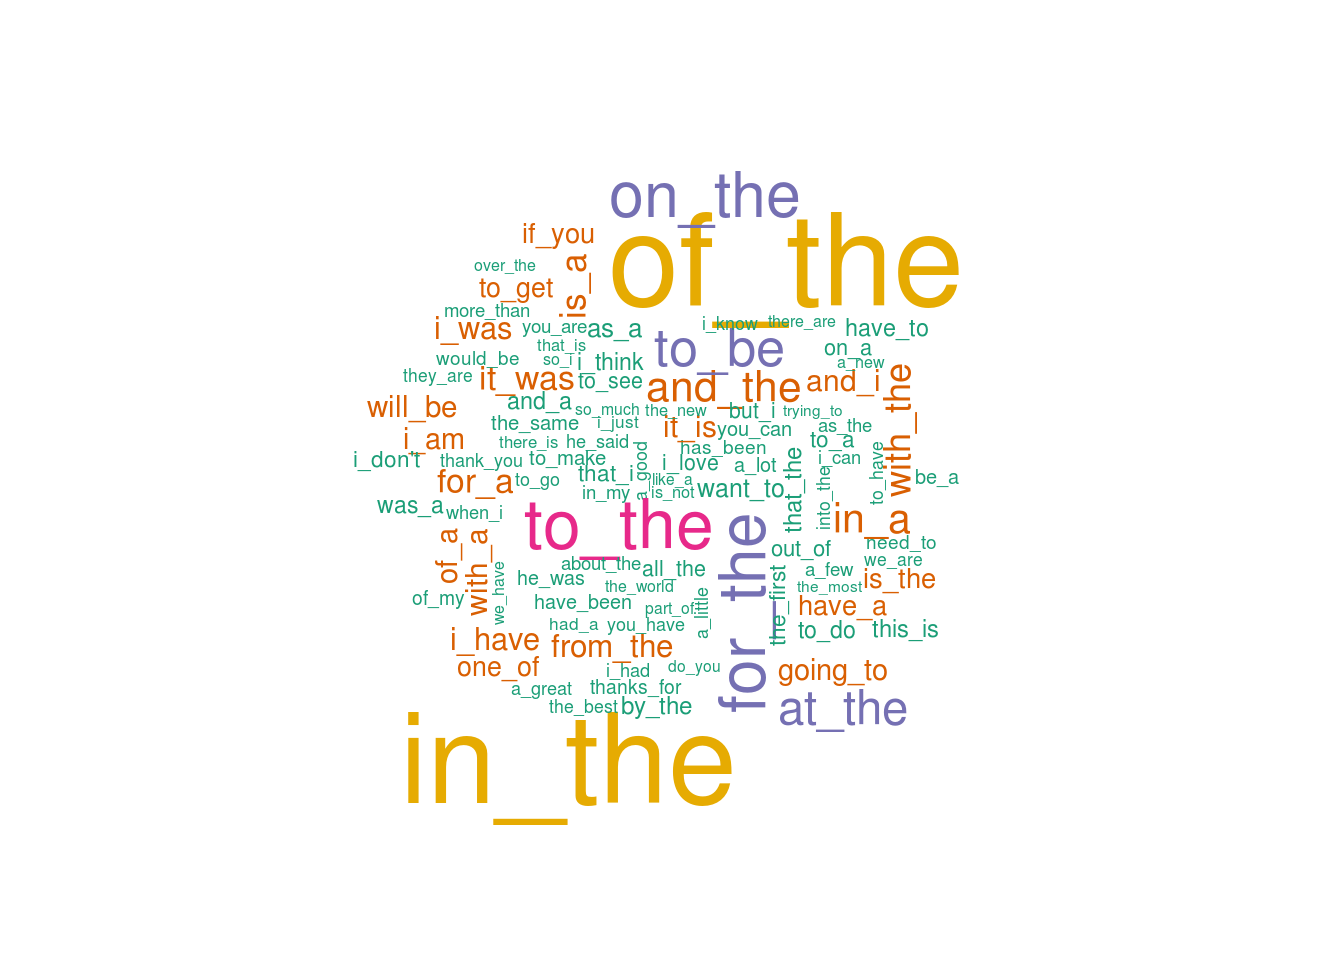 on_the
of_the
if_you
over_the
is_a
to_get
more_than
i_was
you_are
as_a
i_know
there_are
have_to
that_is
to_be
on_a
would_be
so_i
i_think
a_new
they_are
it_was
to_see
and_the
and_i
with_the
will_be
and_a
so_much
the_new
but_i
trying_to
the_same
i_just
it_is
you_can
as_the
i_am
there_is
he_said
has_been
to_a
i_don't
thank_you
to_make
a_good
i_love
a_lot
that_the
i_can
into_the
to_have
for_a
to_go
that_i
like_a
be_a
in_my
is_not
want_to
was_a
when_i
to_the
for_the
in_a
of_a
with_a
out_of
need_to
about_the
all_the
we_are
we_have
he_was
the_world
the_first
a_few
is_the
the_most
of_my
have_been
part_of
a_little
have_a
had_a
you_have
to_do
this_is
i_have
from_the
one_of
i_had
do_you
going_to
a_great
thanks_for
the_best
by_the
at_the
in_the